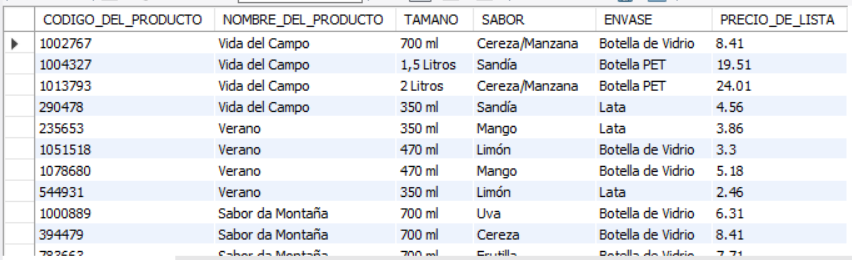 CODIGO_DEL_PRODUCTO NOMBRE_DEL_PRODUCTO TAMANO SABOR ENVASE PRECIO_DE_LISTA
1002767 Vida del Campo 700 ml Cereza/Manzana Botella de Vidrio 8.41
1004327 Vida del Campo 1,5 Litros Sandía Botella PET 19.51
1013793 Vida del Campo 2 Litros Cereza/Manzana Botella PET 24.01
290478 Vida del Campo 350 ml Sandía Lata 4.56
235653 Verano 350 ml Mango Lata 3.86
1051518 Verano 470 ml Limón Botella de Vidrio 3.3
1078680 Verano 470 ml Mango Botella de Vidrio 5.18
544931 Verano 350 ml Limón Lata 2.46
1000889 Sabor da Montaña 700 ml Uva Botella de Vidrio 6.31
394479 Sabor da Montaña 700 ml Cereza Botella de Vidrio 8.41
783663 Sabor da Montaña 700 ml Frutilla Botella de Vidrio 7.71